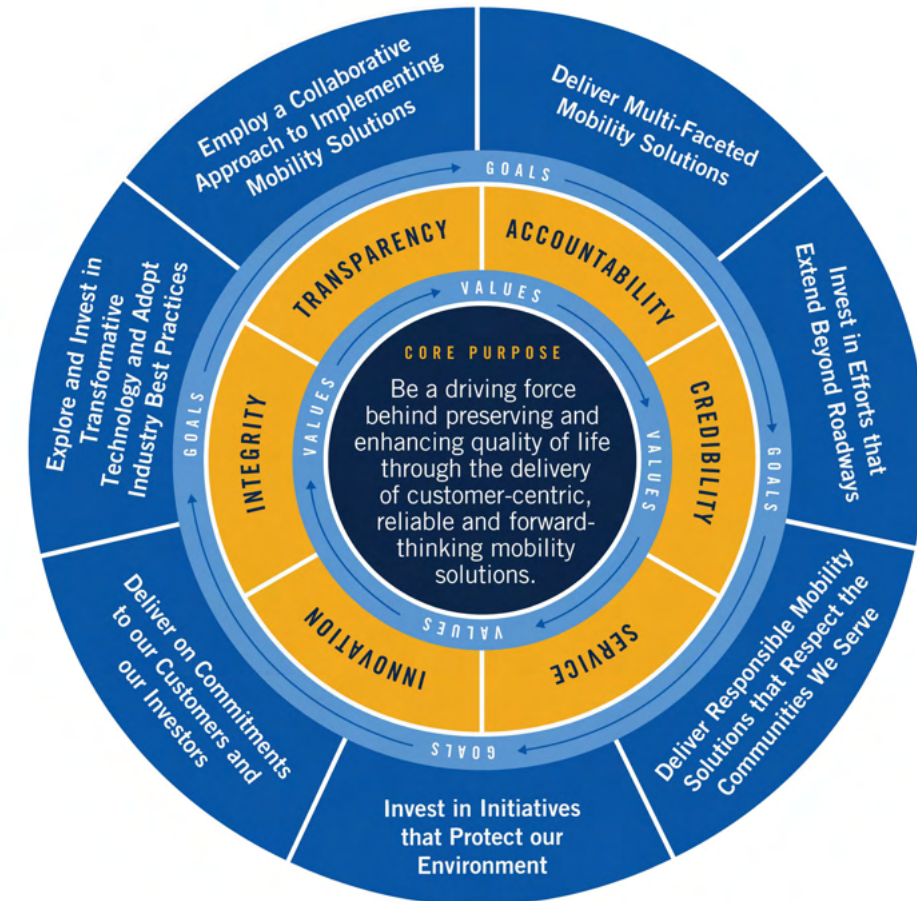 CORE PURPOSE
Be a driving force
behind preserving and
enhancing quality of life
through the delivery
of customer-centric,
reliable and forward-
thinking mobility
solutions.
VALUES
VALUES
VALUES
VALUES
TRANSPARENCY
ACCOUNTABILITY
CREDIBILITY
SERVICE
INNOVATION
INTEGRITY
GOALS
GOALS
GOALS
GOALS
Employ a Collaborative
Approach to Implementing
Mobility Solutions
Deliver Multi-Faceted
Mobility Solutions
Invest in Efforts that
Extend Beyond Roadways
Deliver Responsible Mobility
Solutions that Respect the
Communities We Serve
Invest in Initiatives
that Protect our
Environment
Deliver on Commitments
to our Customers and
our Investors
Explore and Invest in
Transformative
Technology and Adopt
Industry Best Practices